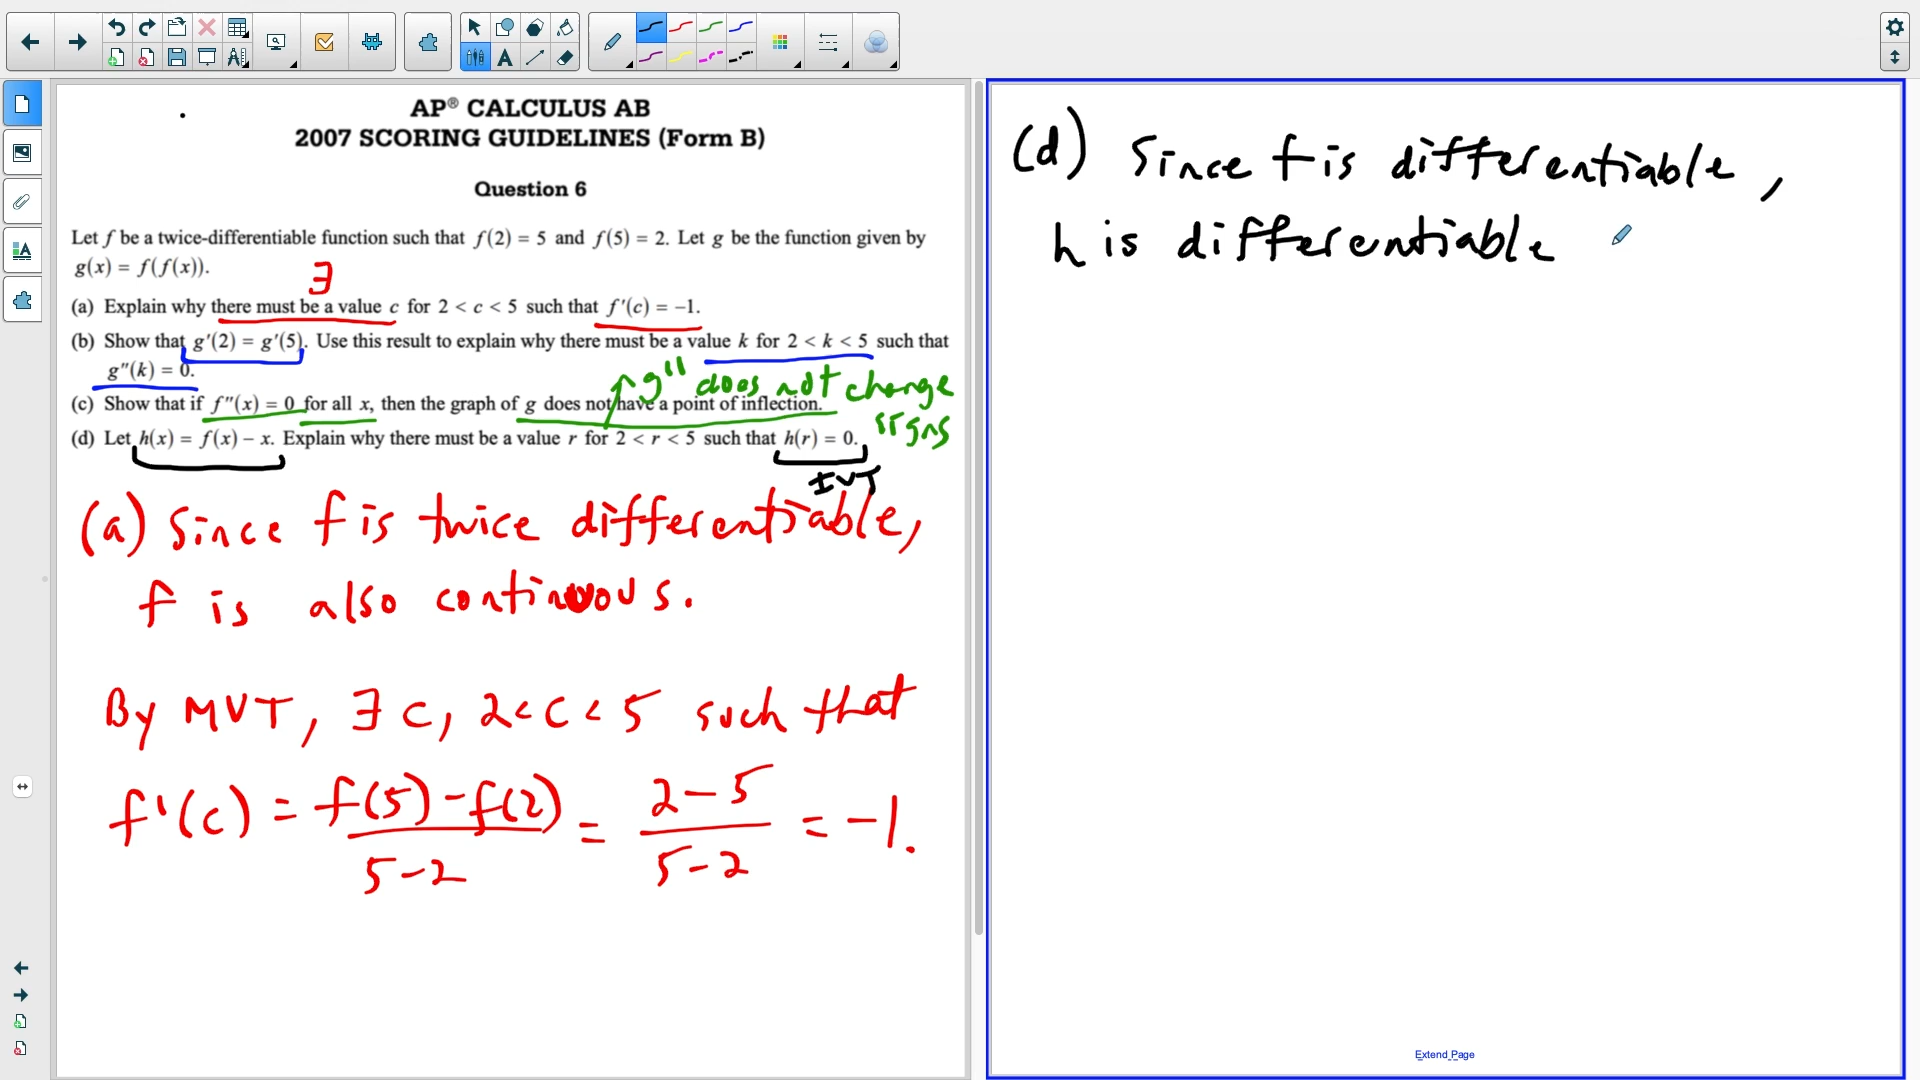 AP® CALCULUS AB
2007 SCORING GUIDELINES (Form B)
Question 6
Let f be a twice-differentiable function such that f(2) = 5 and f(5) = 2. Let g be the function given by
g(x) = f(f(x)).
∃
(a) Explain why there must be a value c for 2 < c < 5 such that f′(c) = −1.
(b) Show that g′(2) = g′(5). Use this result to explain why there must be a value k for 2 < k < 5 such that
g″(k) = 0.
g″ does not change
signs
(c) Show that if f″(x) = 0 for all x, then the graph of g does not have a point of inflection.
(d) Let h(x) = f(x) − x. Explain why there must be a value r for 2 < r < 5 such that h(r) = 0.
IVT
(a) Since f is twice differentiable,
f is also continuous.
By MVT, ∃ c, 2 < c < 5 such that
f'(c) = f(5) - f(2) / 5-2 = 2-5 / 5-2 = -1.
(d) Since f is differentiable,
h is differentiable
Extend_Page